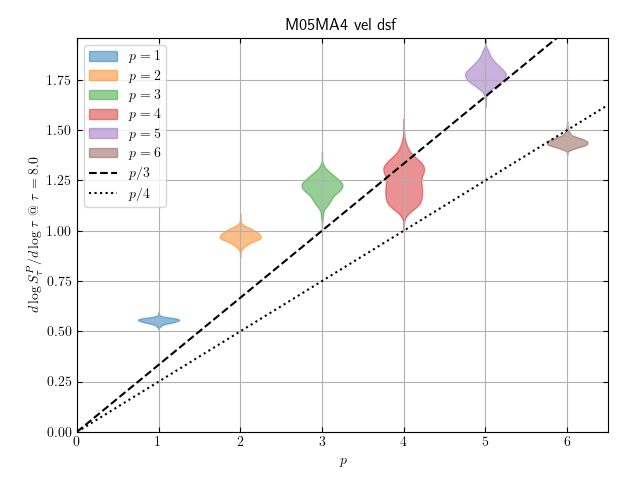 M05MA4 vel dsf
d log S_τ^P / d log τ @ τ = 8.0
1.75
1.50
1.25
1.00
0.75
0.50
0.25
0.00
p = 1
p = 2
p = 3
p = 4
p = 5
p = 6
p/3
p/4
0 1 2 3 4 5 6
p